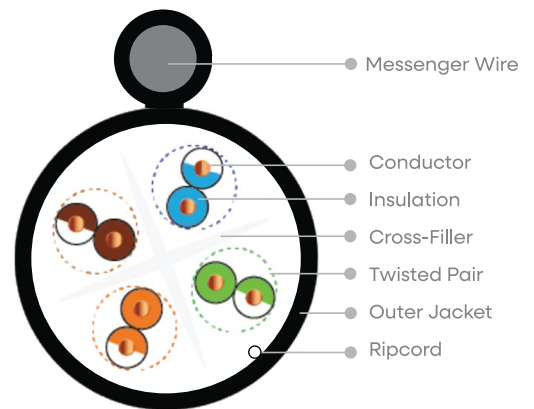 Messenger Wire
Conductor
Insulation
Cross-Filler
Twisted Pair
Outer Jacket
Ripcord